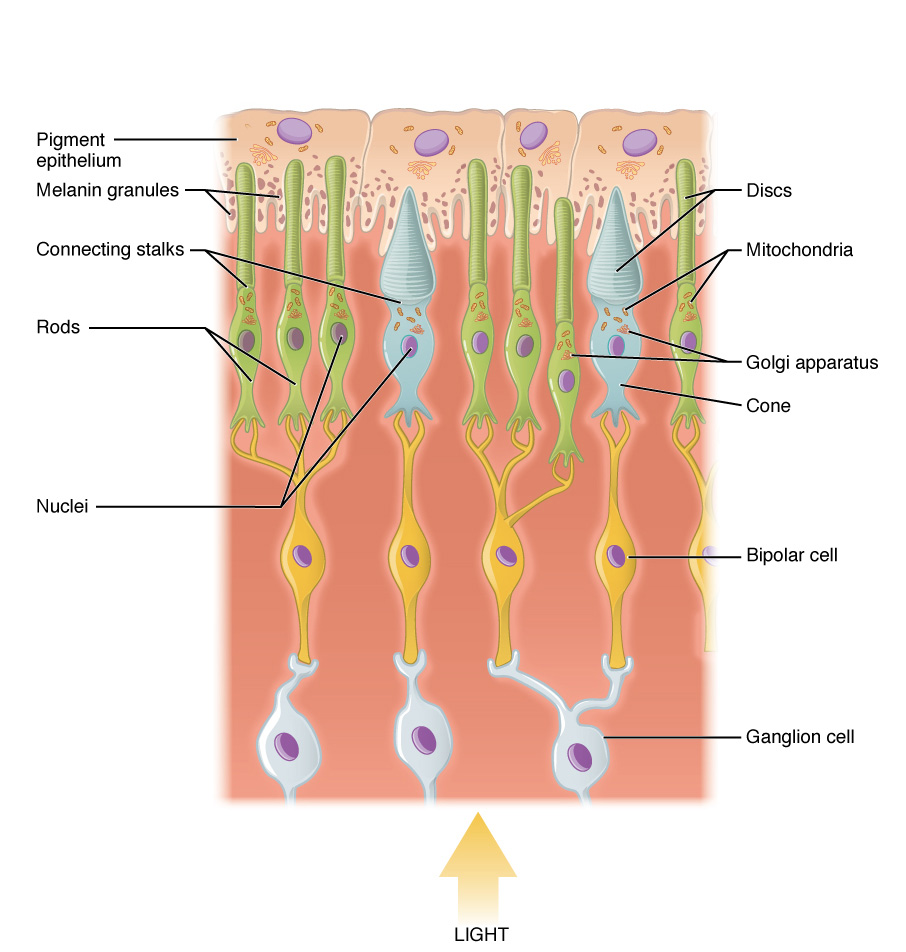 Pigment
epithelium
Melanin granules
Connecting stalks
Rods
Nuclei
Discs
Mitochondria
Golgi apparatus
Cone
Bipolar cell
Ganglion cell
LIGHT